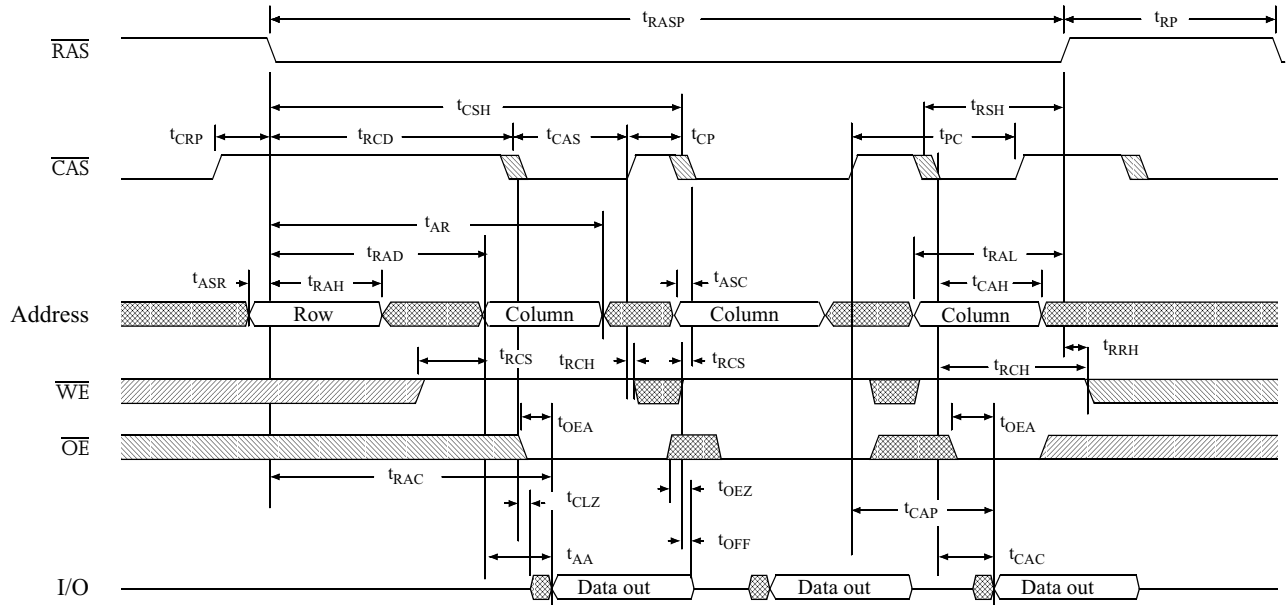 tRASP tRP
RAS
tCSH tRSH
tCRP tRCD tCAS tCP tPC
CAS
tAR
tRAD tRAL
tASR tRAH tASC tCAH
Address Row Column Column Column
tRCS tRCH tRCS tRCH tRRH
WE
tOEA tOEA
OE
tRAC tCLZ tOEZ tCAP
tAA tOFF tCAC
I/O Data out Data out Data out